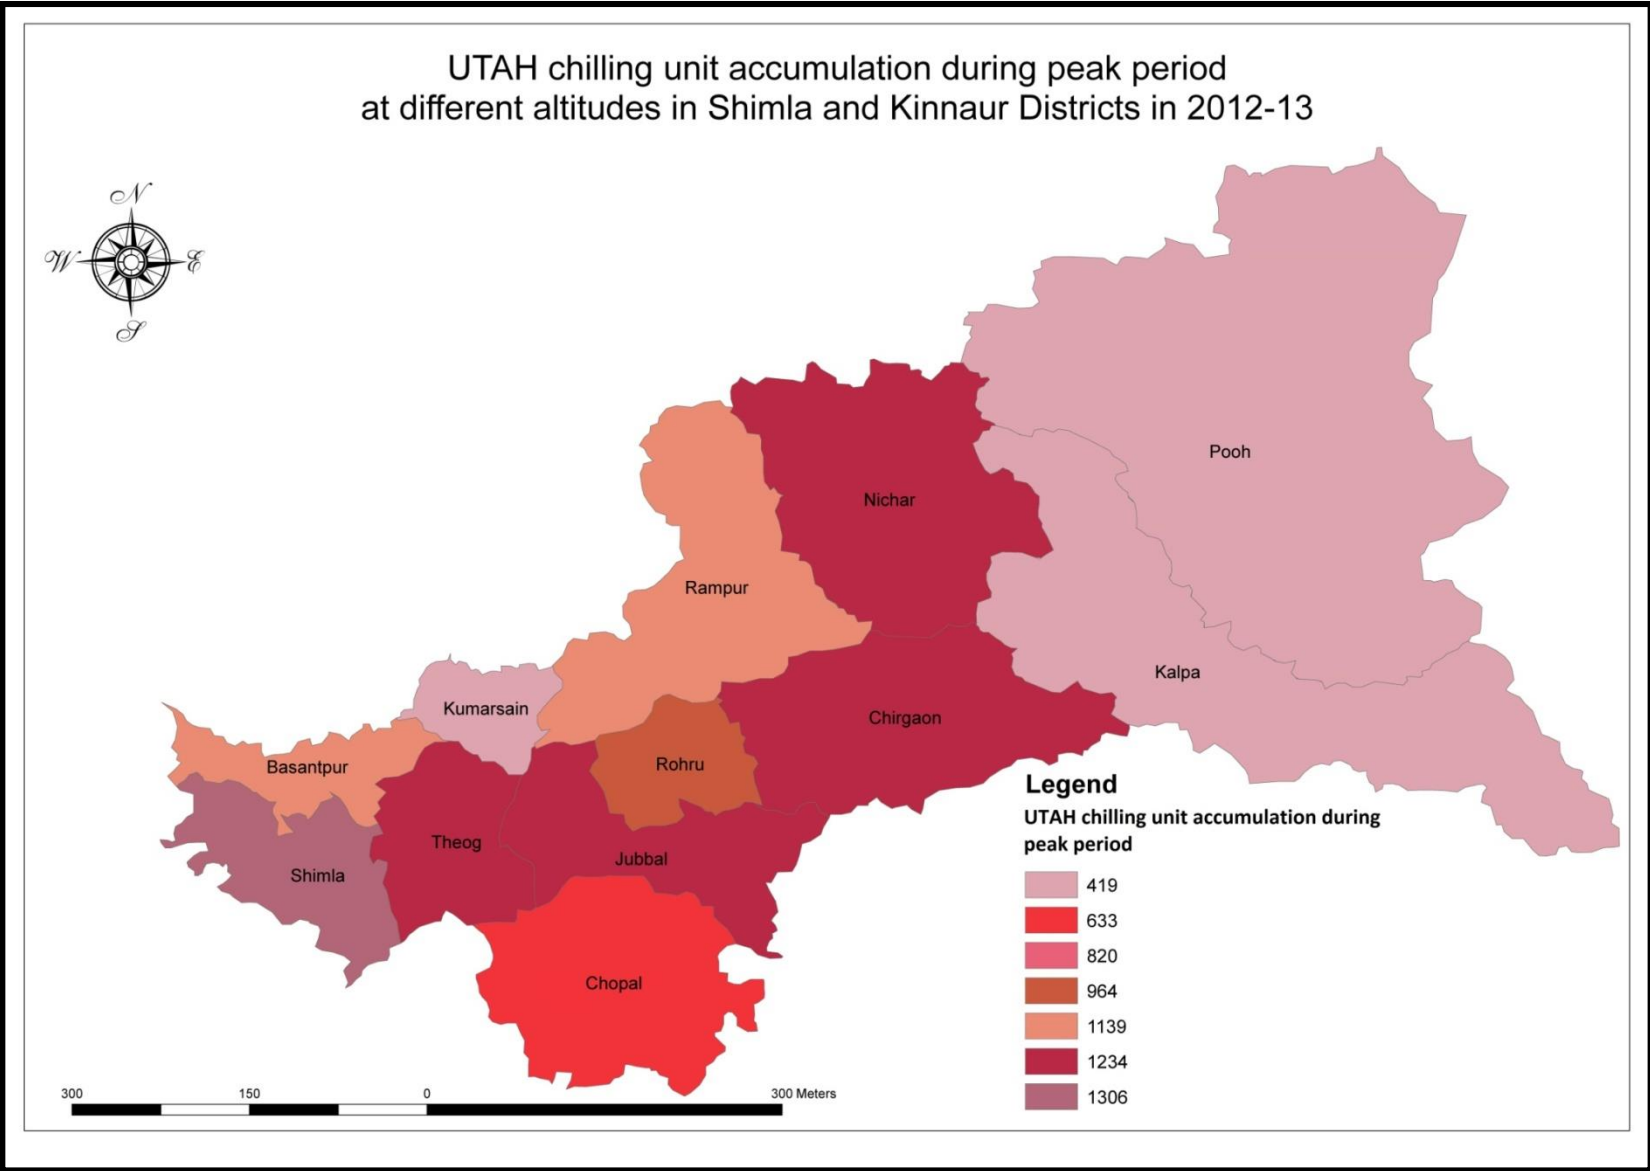 UTAH chilling unit accumulation during peak period
at different altitudes in Shimla and Kinnaur Districts in 2012-13
N
W
E
S
Pooh
Nichar
Rampur
Kalpa
Kumarsain
Chirgaon
Rohru
Basantpur
Theog
Jubbal
Shimla
Chopal
Legend
UTAH chilling unit accumulation during
peak period
419
633
820
964
1139
1234
1306
300 150 0 300 Meters